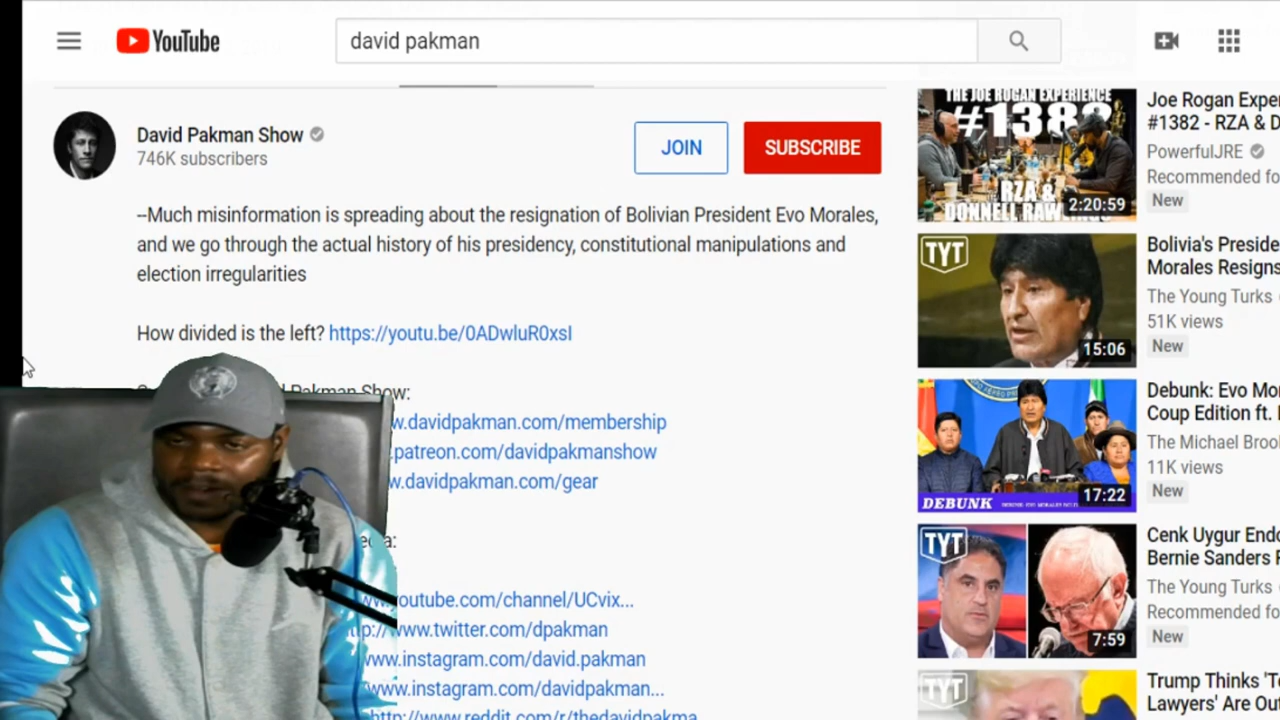 YouTube
david pakman
David Pakman Show
746K subscribers
JOIN
SUBSCRIBE
--Much misinformation is spreading about the resignation of Bolivian President Evo Morales,
and we go through the actual history of his presidency, constitutional manipulations and
election irregularities
How divided is the left? https://youtu.be/0ADwluR0xsI
Pakman Show:
w.davidpakman.com/membership
.patreon.com/davidpakmanshow
w.davidpakman.com/gear
youtube.com/channel/UCvix...
www.twitter.com/dpakman
www.instagram.com/david.pakman
www.instagram.com/davidpakman...
http://www.reddit.com/r/thedavidpakma
THE JOE ROGAN EXPERIENCE
#1382
RZA &
DONNELL RAW
2:20:59
Joe Rogan Exper
#1382 - RZA & D
PowerfulJRE
Recommended fo
New
TYT
15:06
Bolivia's Preside
Morales Resigns
The Young Turks
51K views
New
DEBUNK
17:22
Debunk: Evo Mor
Coup Edition ft.
The Michael Broo
11K views
New
TYT
7:59
Cenk Uygur Endo
Bernie Sanders
The Young Turks
Recommended fo
New
TYT
Trump Thinks 'Te
Lawyers' Are Out